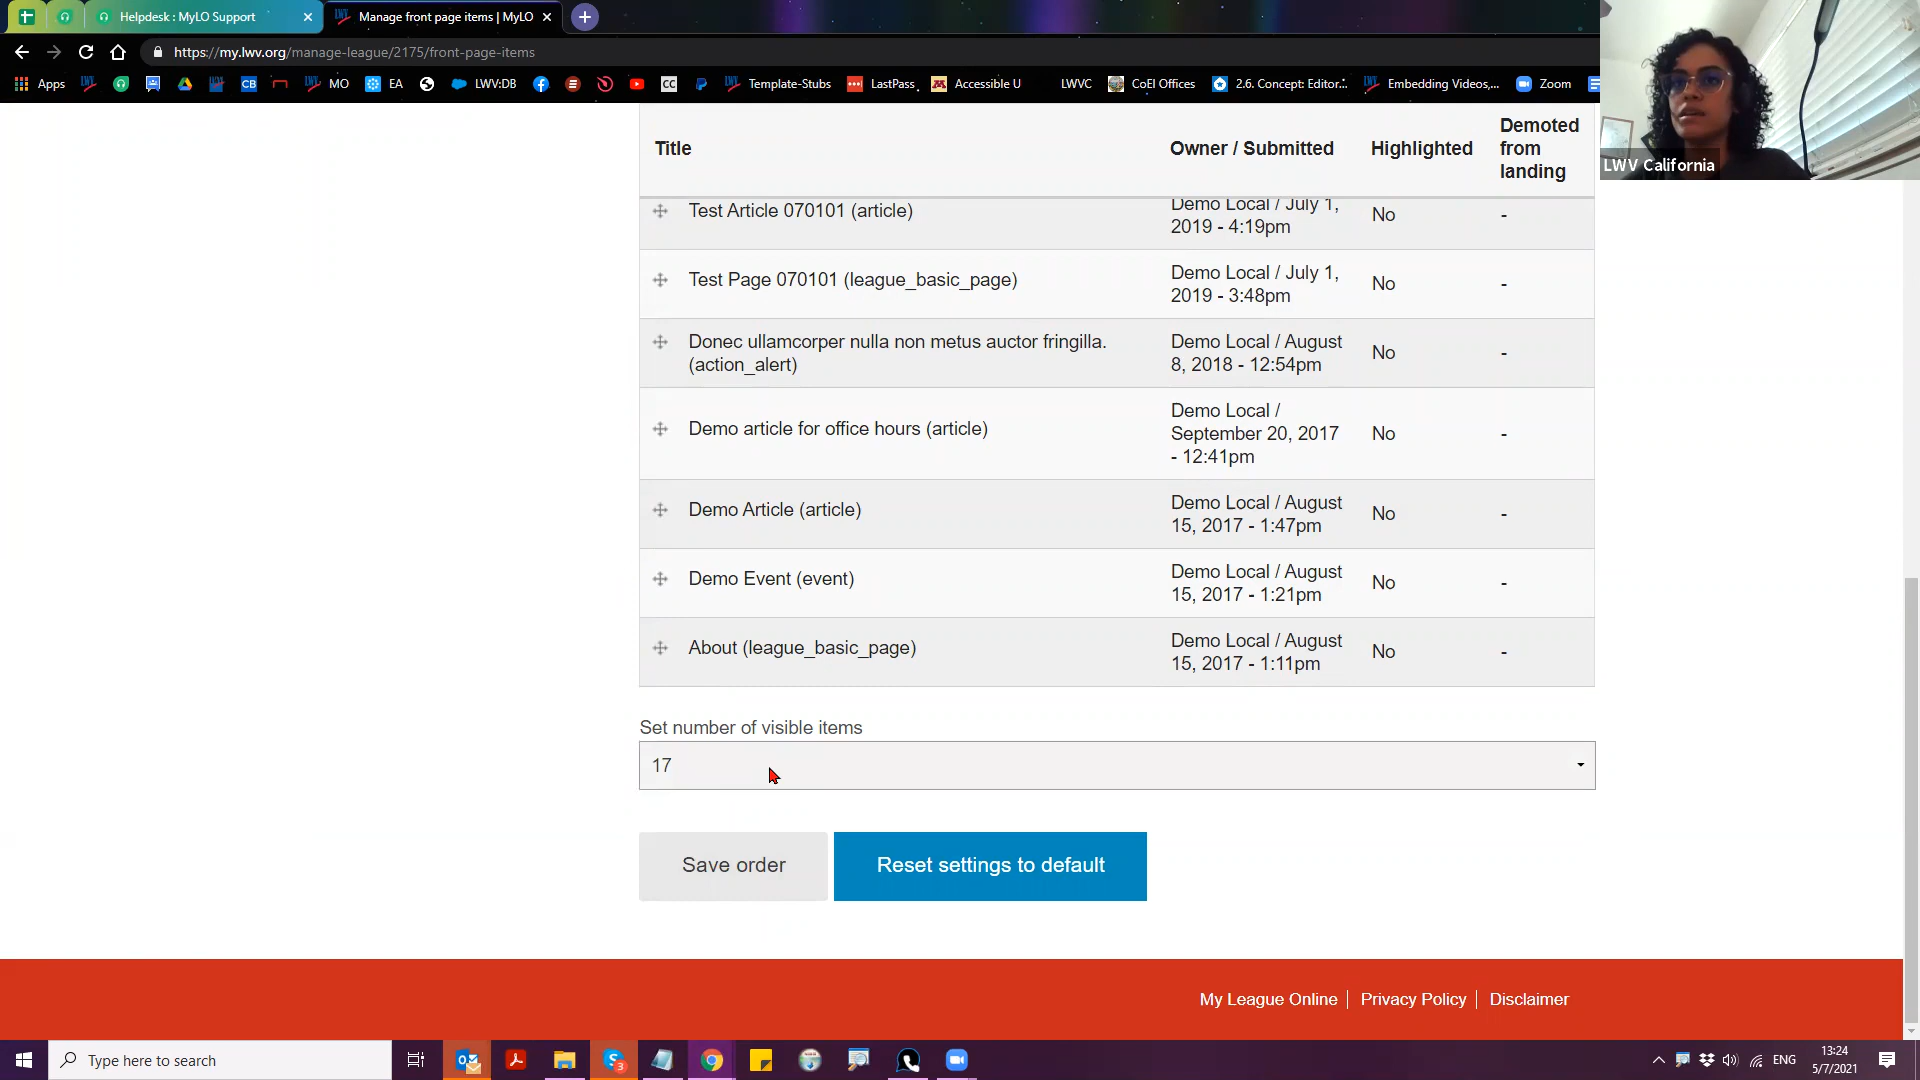 Helpdesk : MyLO Support
Manage front page items | MyLO
https://my.lwv.org/manage-league/2175/front-page-items
Apps
MO
EA
LWV:DB
CC
CB
Template-Stubs
LastPass
Accessible U
LWVC
CoEI Offices
2.6. Concept: Editor...
Embedding Videos,...
Zoom
LWV California
Title
Owner / Submitted
Highlighted
Demoted
from
landing
Test Article 070101 (article)
Demo Local / July 1,
2019 - 4:19pm
No
-
Test Page 070101 (league_basic_page)
Demo Local / July 1,
2019 - 3:48pm
No
-
Donec ullamcorper nulla non metus auctor fringilla.
(action_alert)
Demo Local / August
8, 2018 - 12:54pm
No
-
Demo article for office hours (article)
Demo Local /
September 20, 2017
- 12:41pm
No
-
Demo Article (article)
Demo Local / August
15, 2017 - 1:47pm
No
-
Demo Event (event)
Demo Local / August
15, 2017 - 1:21pm
No
-
About (league_basic_page)
Demo Local / August
15, 2017 - 1:11pm
No
-
Set number of visible items
17
Save order
Reset settings to default
My League Online
Privacy Policy
Disclaimer
Type here to search
3
ENG
13:24
5/7/2021